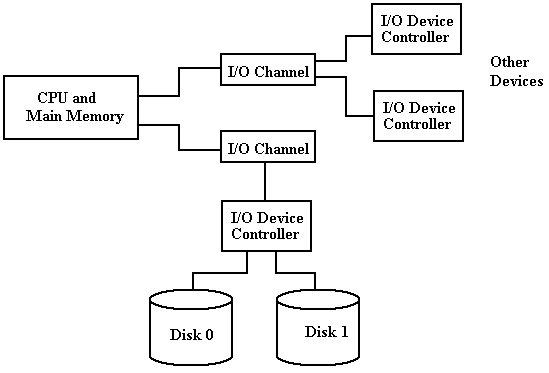 I/O Device
Controller
I/O Channel
Other
Devices
CPU and
Main Memory
I/O Device
Controller
I/O Channel
I/O Device
Controller
Disk 0
Disk 1